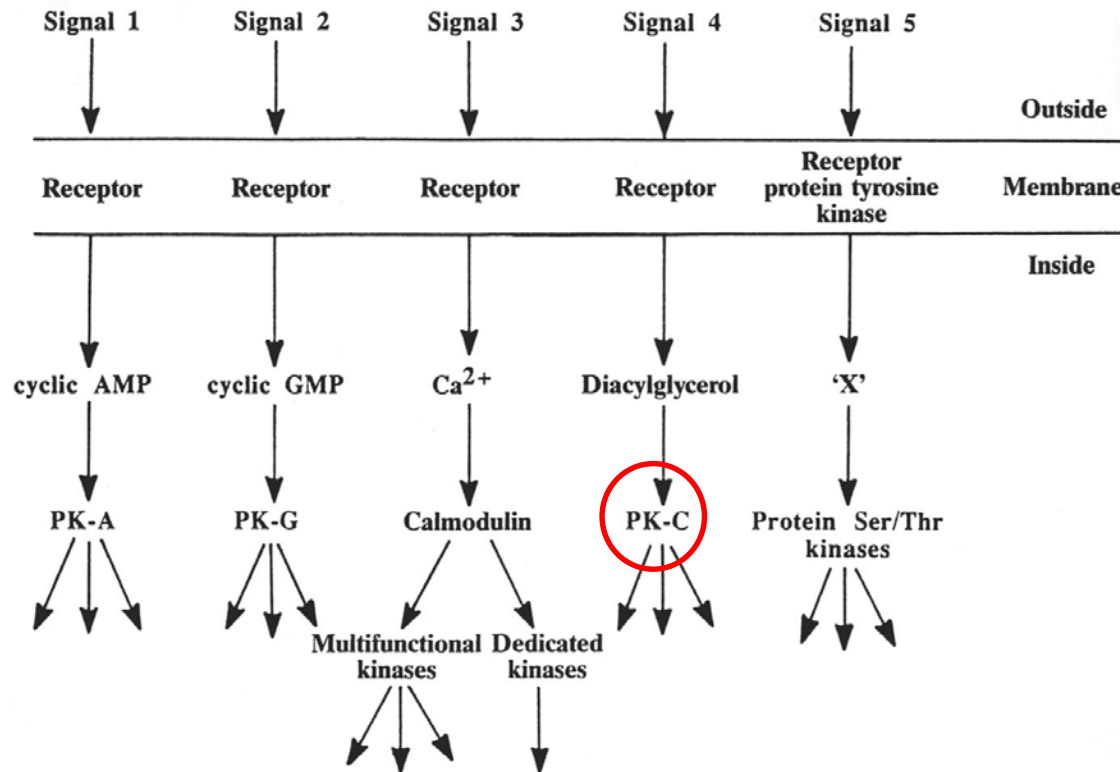 Signal 1
Signal 2
Signal 3
Signal 4
Signal 5
Outside
Receptor
Receptor
Receptor
Receptor
Receptor
protein tyrosine
kinase
Membrane
Inside
cyclic AMP
cyclic GMP
Ca²⁺
Diacylglycerol
‘X’
PK-A
PK-G
Calmodulin
PK-C
Protein Ser/Thr
kinases
Multifunctional
kinases
Dedicated
kinases